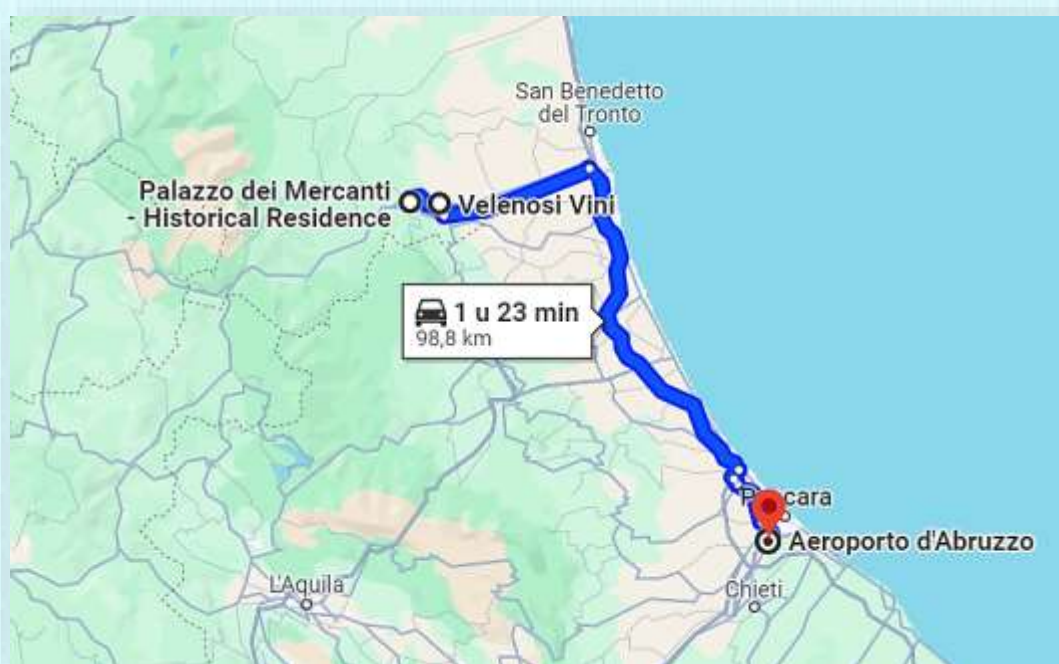 San Benedetto
del Tronto
Palazzo dei Mercanti
- Historical Residence
Velenosi Vini
1 u 23 min
98,8 km
Aeroporto d'Abruzzo
L'Aquila
Chieti